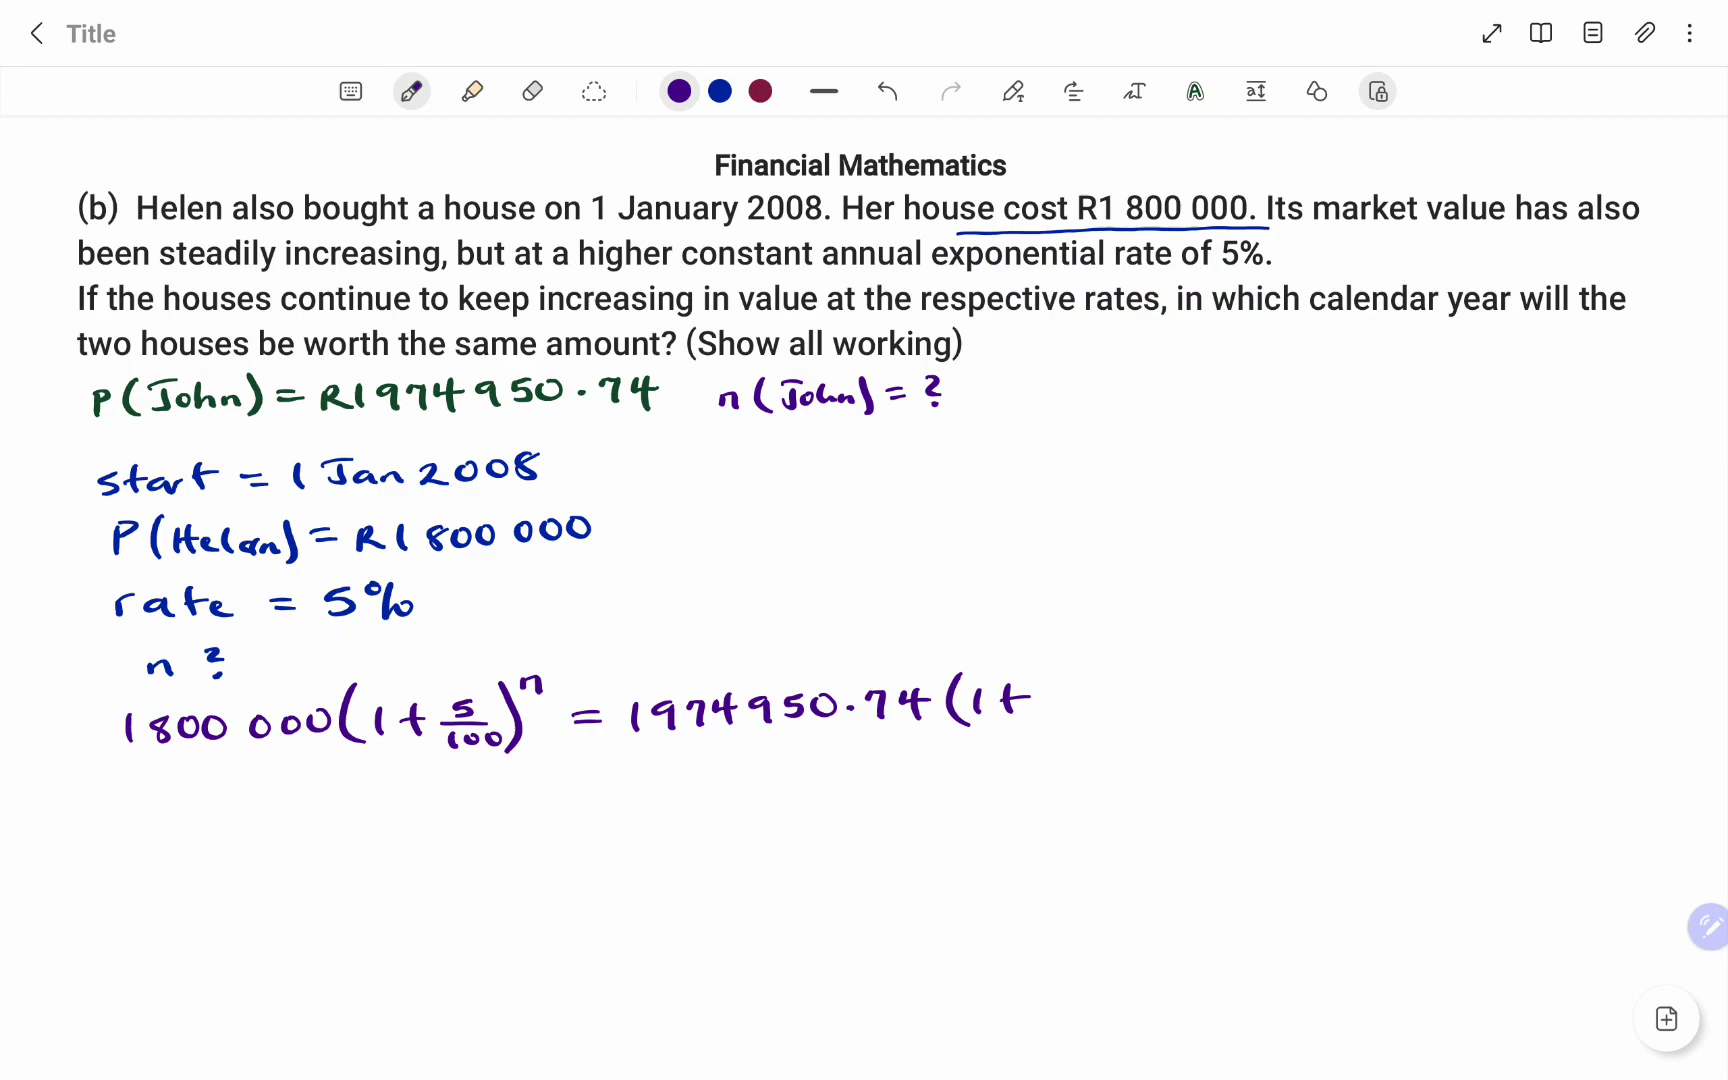 Title
Financial Mathematics
(b) Helen also bought a house on 1 January 2008. Her house cost R1 800 000. Its market value has also
been steadily increasing, but at a higher constant annual exponential rate of 5%.
If the houses continue to keep increasing in value at the respective rates, in which calendar year will the
two houses be worth the same amount? (Show all working)
P(John) = R1974950.74 n(John) = ?
start = 1 Jan 2008
P(Helen) = R1 800 000
rate = 5%
n ?
1800 000(1 + 5/100)^n = 1974950.74(1 +